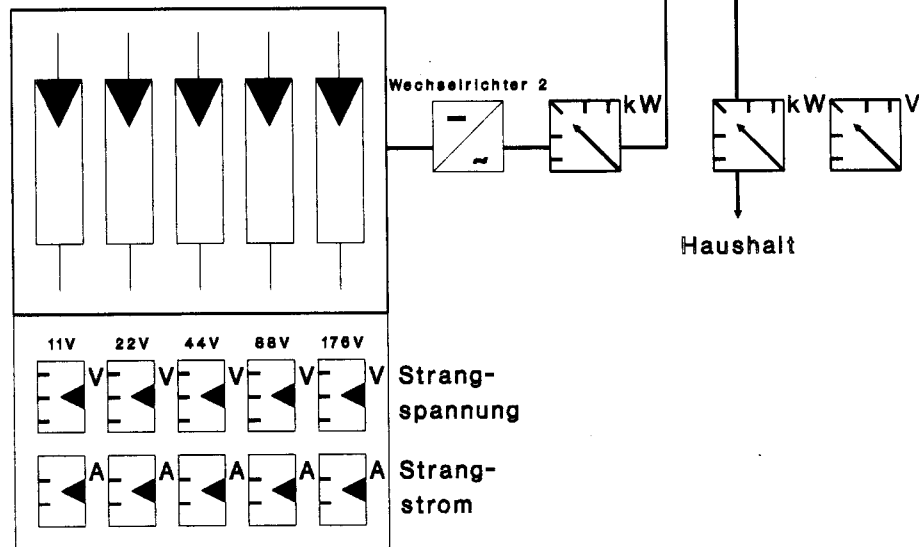 Wechselrichter 2
kW
kW
V
Haushalt
11V 22V 44V 88V 176V
V V V V V
Strang-
spannung
A A A A A
Strang-
strom